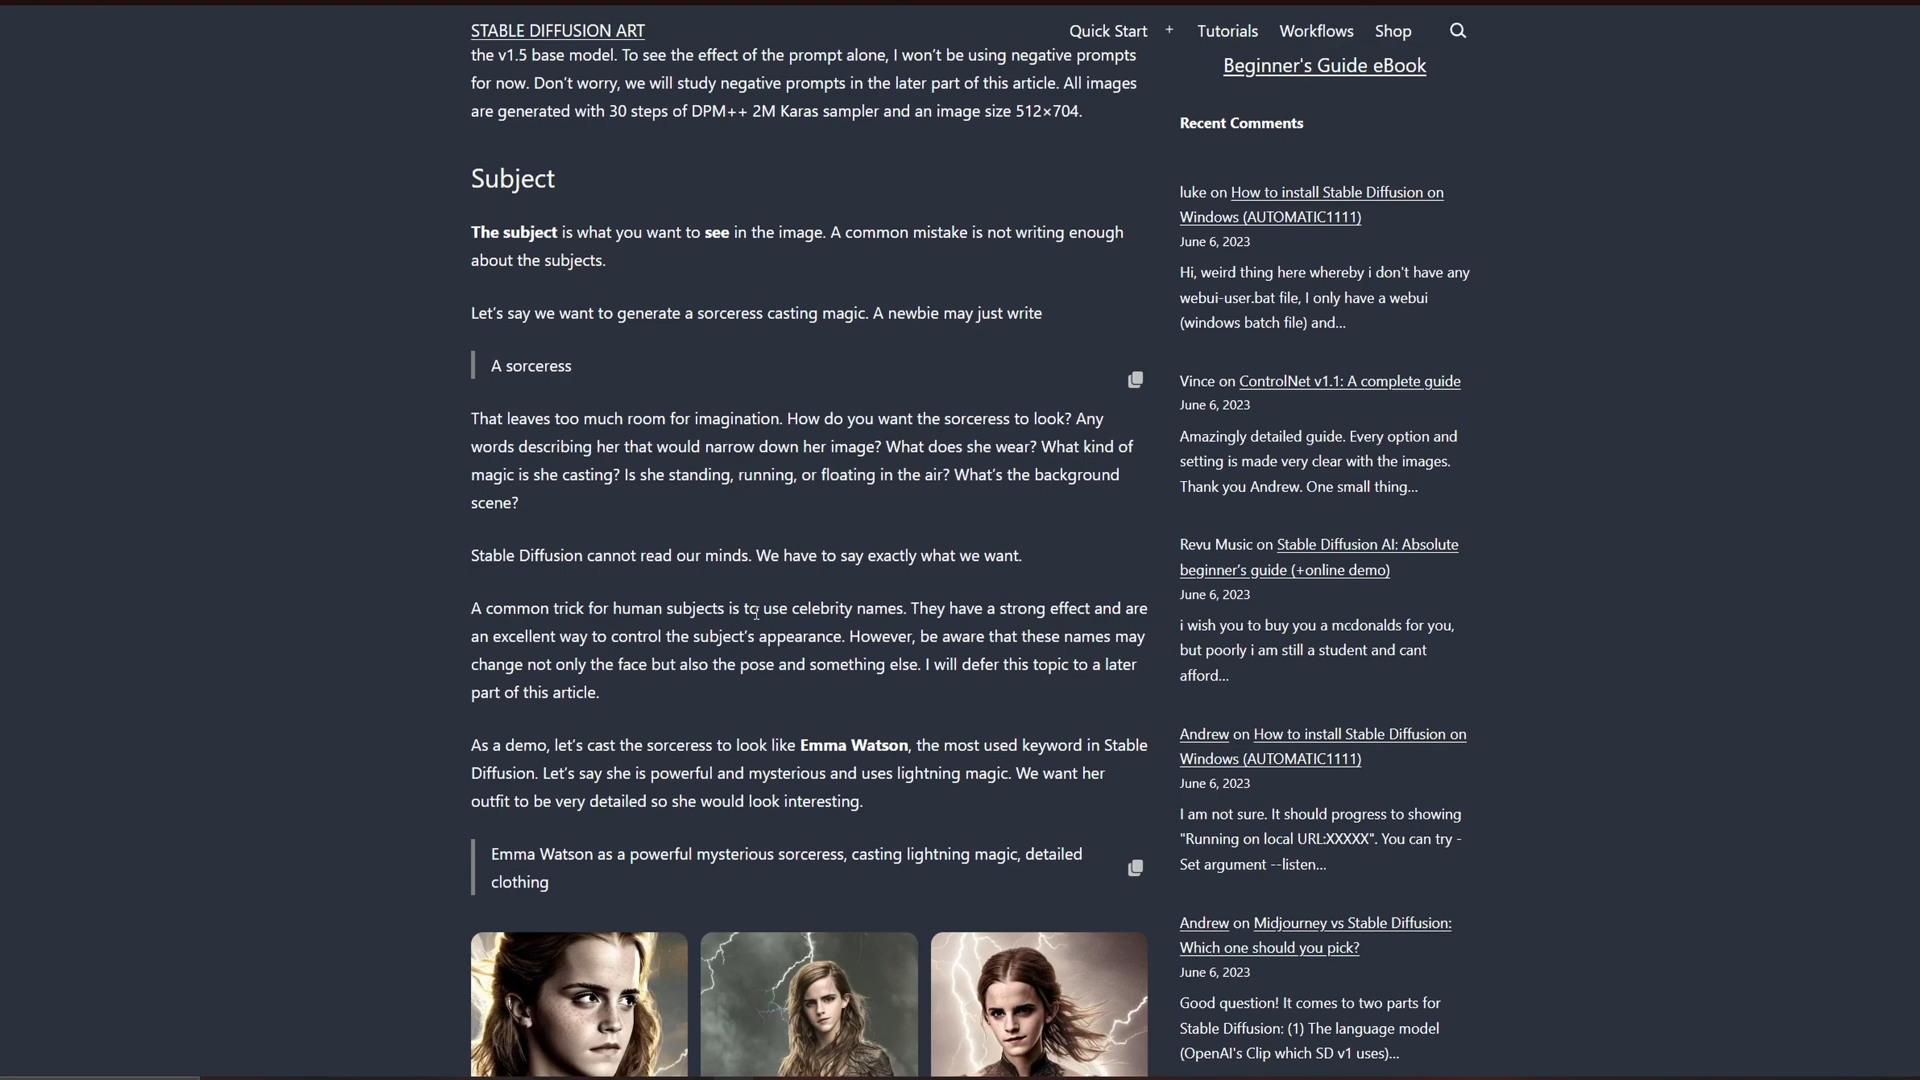 STABLE DIFFUSION ART
Quick Start + Tutorials Workflows Shop
the v1.5 base model. To see the effect of the prompt alone, I won’t be using negative prompts
for now. Don’t worry, we will study negative prompts in the later part of this article. All images
are generated with 30 steps of DPM++ 2M Karas sampler and an image size 512×704.
Subject
The subject is what you want to see in the image. A common mistake is not writing enough
about the subjects.
Let’s say we want to generate a sorceress casting magic. A newbie may just write
A sorceress
That leaves too much room for imagination. How do you want the sorceress to look? Any
words describing her that would narrow down her image? What does she wear? What kind of
magic is she casting? Is she standing, running, or floating in the air? What’s the background
scene?
Stable Diffusion cannot read our minds. We have to say exactly what we want.
A common trick for human subjects is to use celebrity names. They have a strong effect and are
an excellent way to control the subject’s appearance. However, be aware that these names may
change not only the face but also the pose and something else. I will defer this topic to a later
part of this article.
As a demo, let’s cast the sorceress to look like Emma Watson, the most used keyword in Stable
Diffusion. Let’s say she is powerful and mysterious and uses lightning magic. We want her
outfit to be very detailed so she would look interesting.
Emma Watson as a powerful mysterious sorceress, casting lightning magic, detailed
clothing
Beginner's Guide eBook
Recent Comments
luke on How to install Stable Diffusion on
Windows (AUTOMATIC1111)
June 6, 2023
Hi, weird thing here whereby i don't have any
webui-user.bat file, I only have a webui
(windows batch file) and...
Vince on ControlNet v1.1: A complete guide
June 6, 2023
Amazingly detailed guide. Every option and
setting is made very clear with the images.
Thank you Andrew. One small thing...
Revu Music on Stable Diffusion AI: Absolute
beginner’s guide (+online demo)
June 6, 2023
i wish you to buy you a mcdonalds for you,
but poorly i am still a student and cant
afford...
Andrew on How to install Stable Diffusion on
Windows (AUTOMATIC1111)
June 6, 2023
I am not sure. It should progress to showing
"Running on local URL:XXXXX". You can try -
Set argument --listen...
Andrew on Midjourney vs Stable Diffusion:
Which one should you pick?
June 6, 2023
Good question! It comes to two parts for
Stable Diffusion: (1) The language model
(OpenAI's Clip which SD v1 uses)...